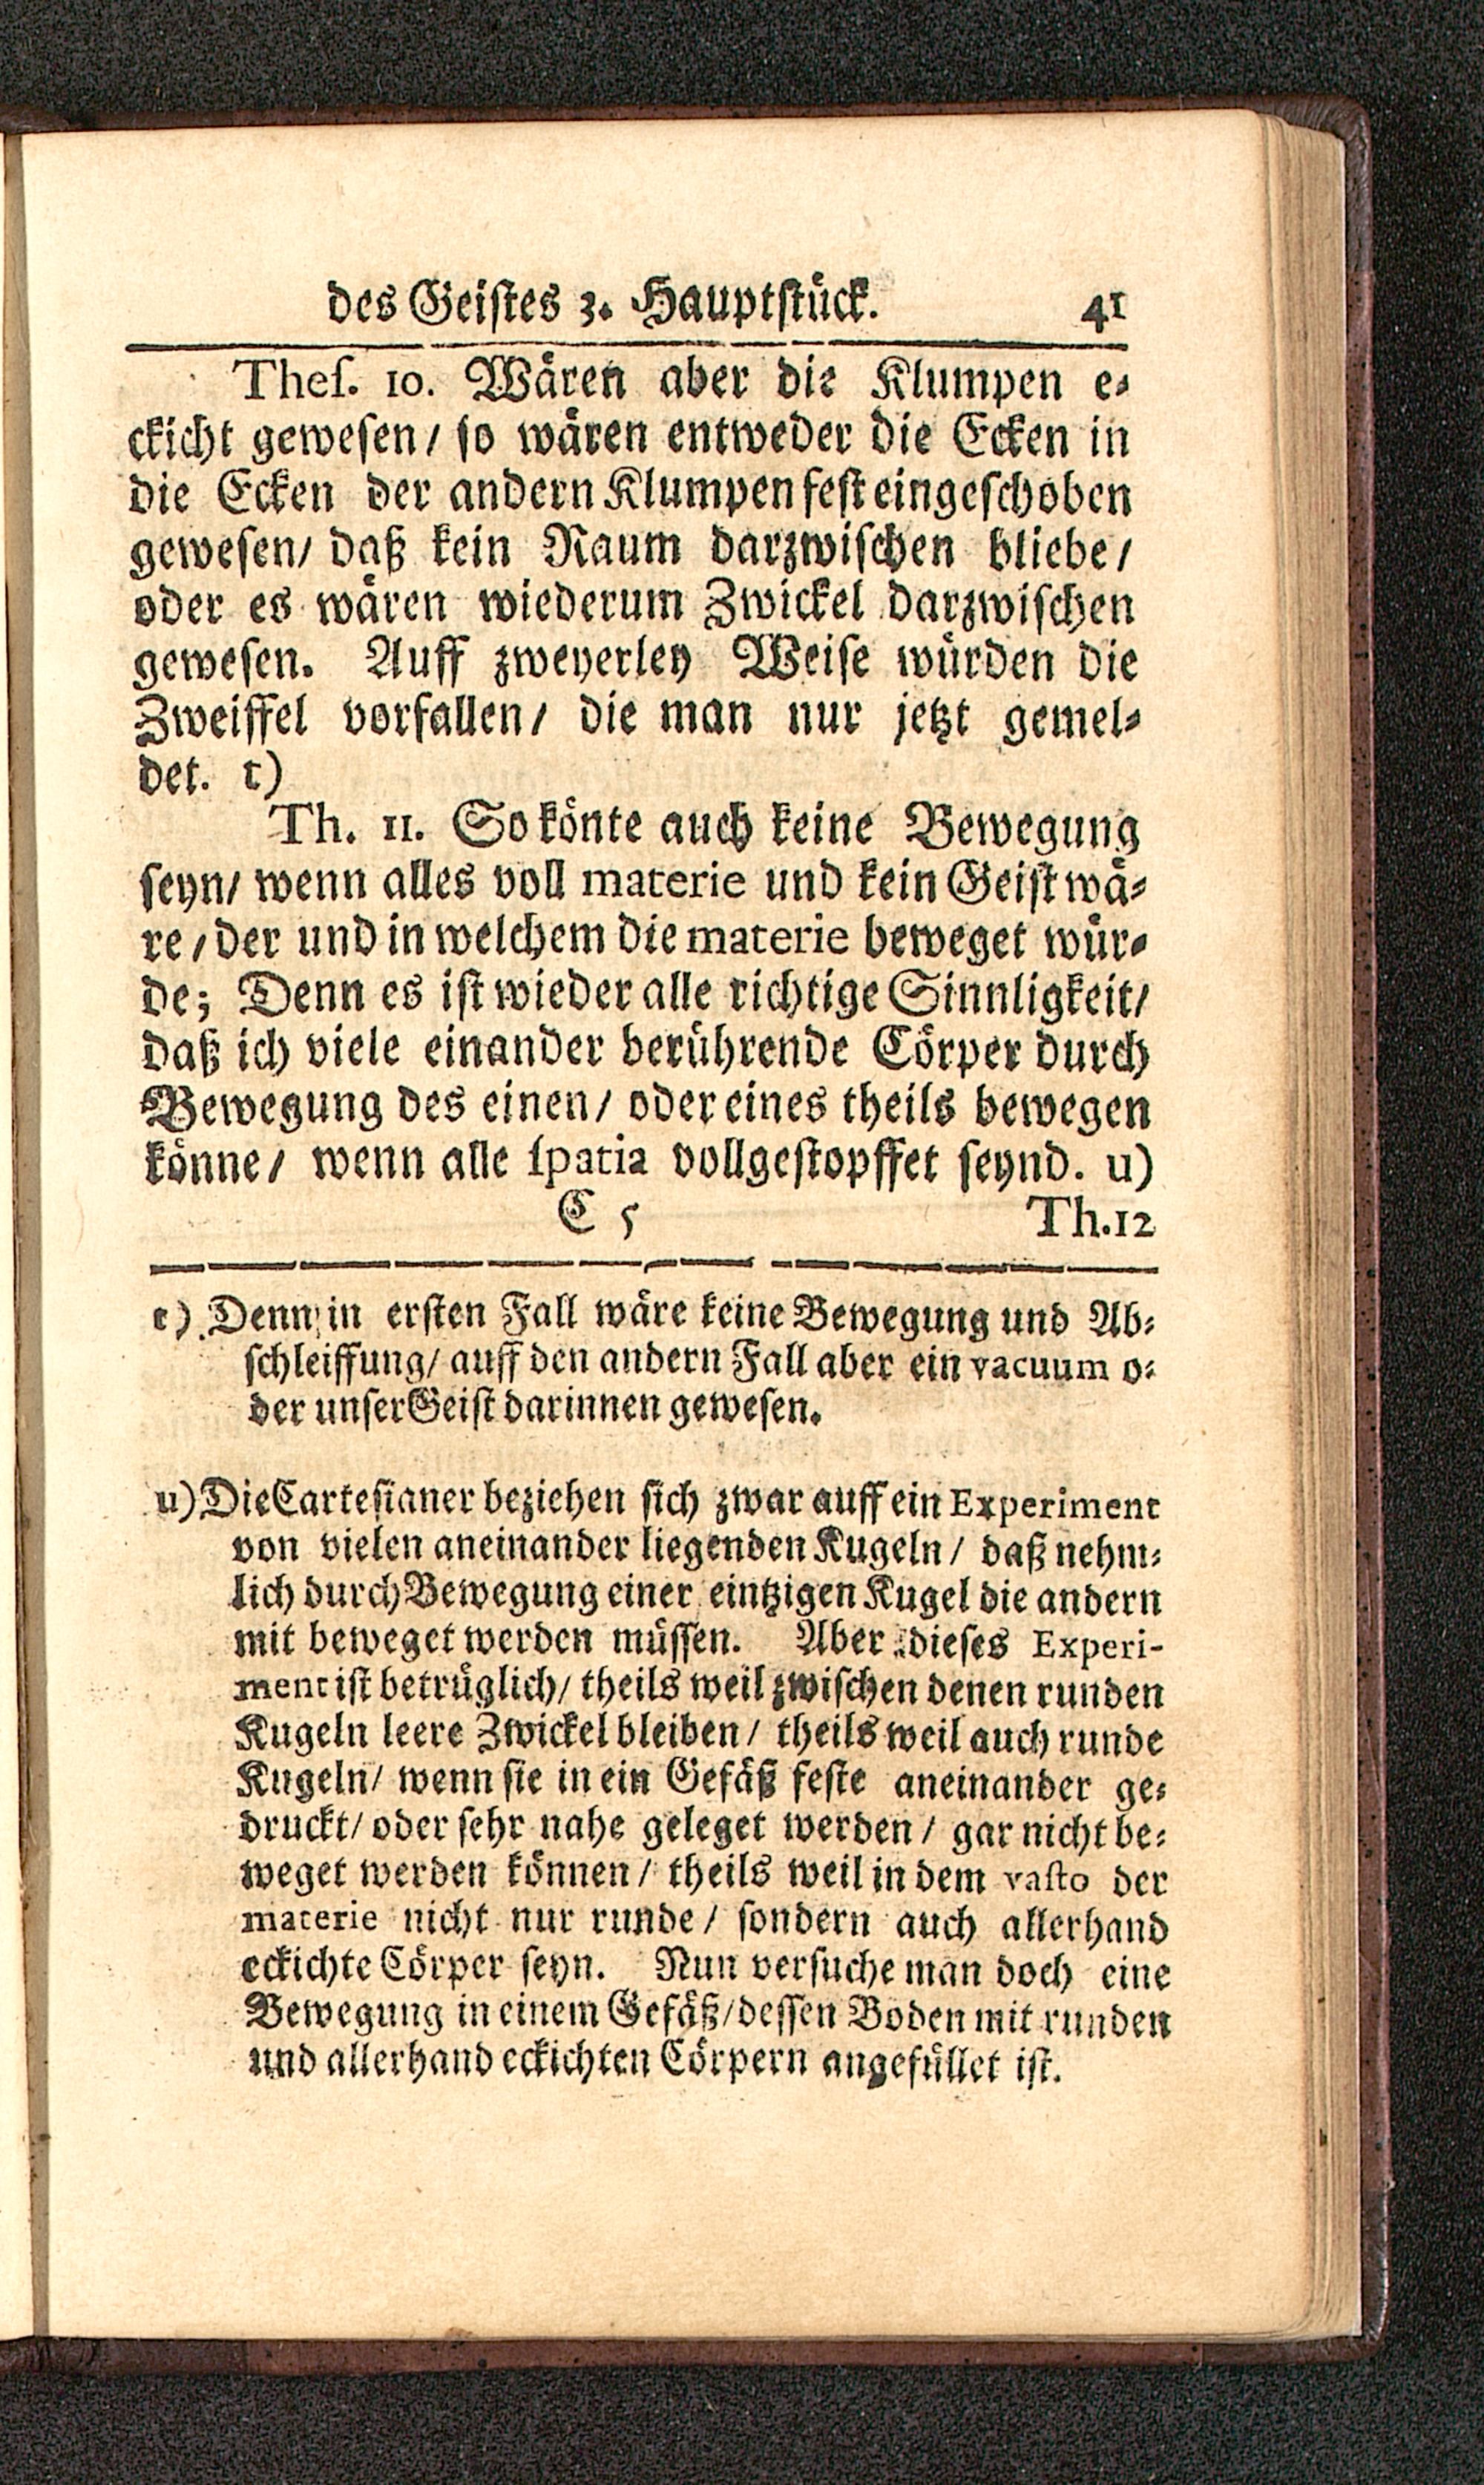 des Geistes 3. Hauptstück. 41
Thes. 10. Wären aber die Klumpen e-
ckicht gewesen / so wären entweder die Ecken in
die Ecken der andern Klumpen fest eingeschoben
gewesen/ daß kein Raum darzwischen bliebe /
oder es wären wiederum Zwickel darzwischen
gewesen. Auff zweyerley Weise würden die
Zweiffel vorfallen / die man nur jetzt gemel-
det. t)
Th. 11. So könte auch keine Bewegung
seyn/ wenn alles voll materie und kein Geist wä-
re / der und in welchem die materie beweget wür-
de; Denn es ist wieder alle richtige Sinnligkeit/
daß ich viele einander berührende Cörper durch
Bewegung des einen / oder eines theils bewegen
könne / wenn alle spatia vollgestopffet seynd. u)
C 5 Th.12
t) Denn in ersten Fall wäre keine Bewegung und Ab-
schleiffung/ auff den andern Fall aber ein vacuum o-
der unser Geist darinnen gewesen.
u) Die Cartesianer beziehen sich zwar auff ein Experiment
von vielen aneinander liegenden Kugeln / daß nehm-
lich durch Bewegung einer eintzigen Kugel die andern
mit beweget werden müssen. Aber dieses Experi-
ment ist betrüglich/ theils weil zwischen denen runden
Kugeln leere Zwickel bleiben / theils weil auch runde
Kugeln/ wenn sie in ein Gefäß feste aneinander ge-
druckt/ oder sehr nahe geleget werden / gar nicht be-
weget werden können / theils weil in dem vasto der
materie nicht nur runde / sondern auch allerhand
eckichte Cörper seyn. Nun versuche man doch eine
Bewegung in einem Gefäß/ dessen Boden mit runden
und allerhand eckichten Cörpern angefüllet ist.